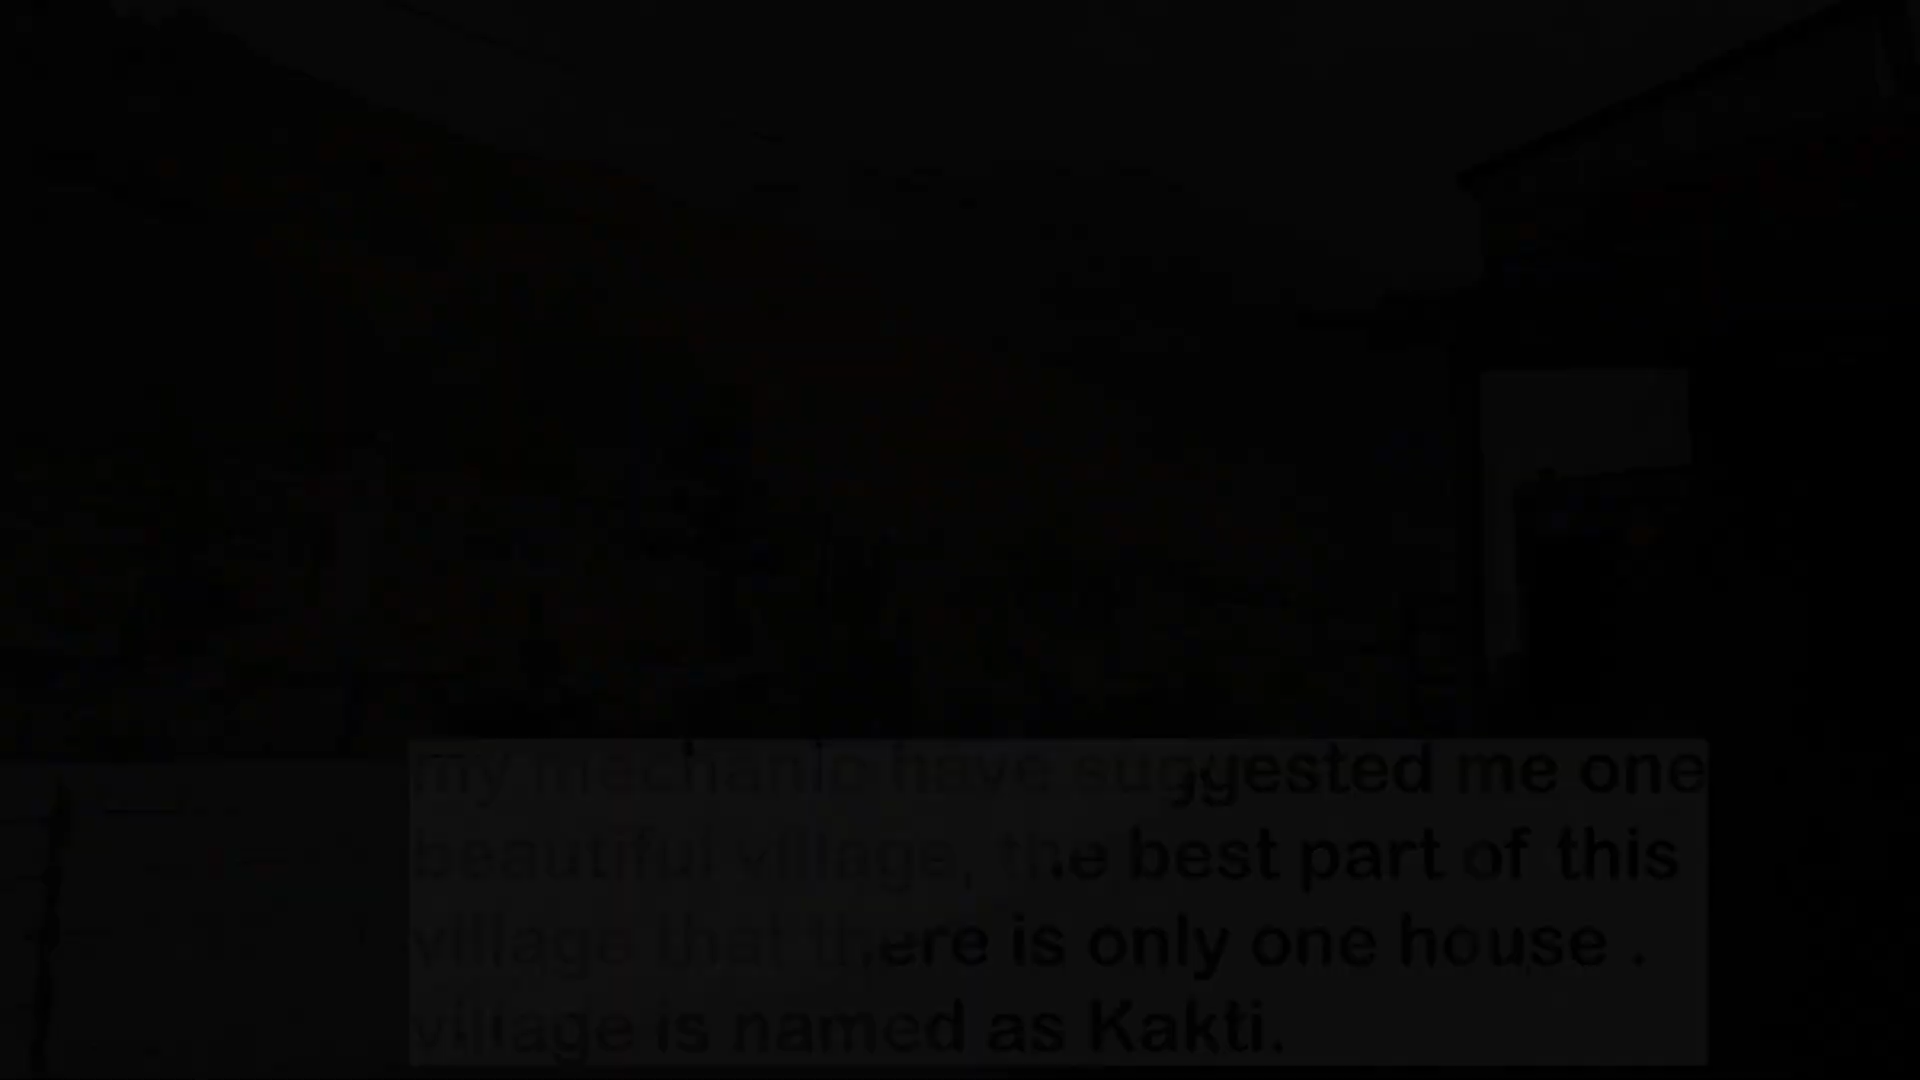 my mechanic have suggested me one
beautiful village, the best part of this
village that there is only one house .
village is named as Kakti.